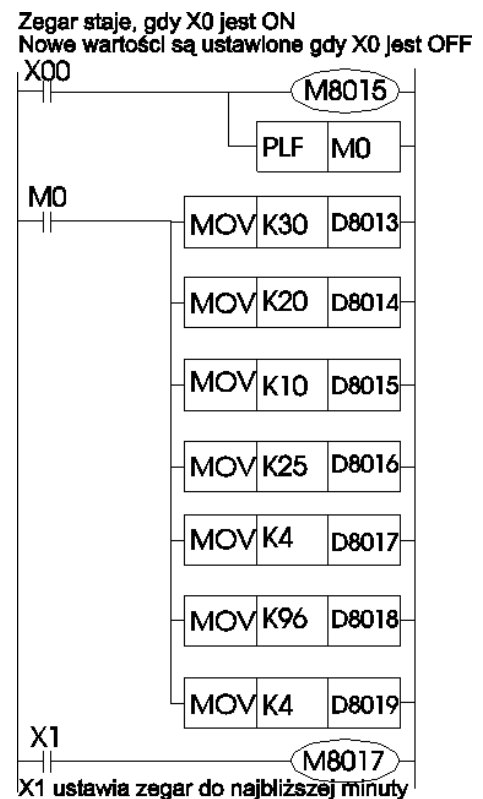 Zegar staje, gdy X0 jest ON
Nowe wartości są ustawione gdy X0 jest OFF
X00
M8015
PLF M0
M0
MOV K30 D8013
MOV K20 D8014
MOV K10 D8015
MOV K25 D8016
MOV K4 D8017
MOV K96 D8018
MOV K4 D8019
X1
M8017
X1 ustawia zegar do najbliższej minuty